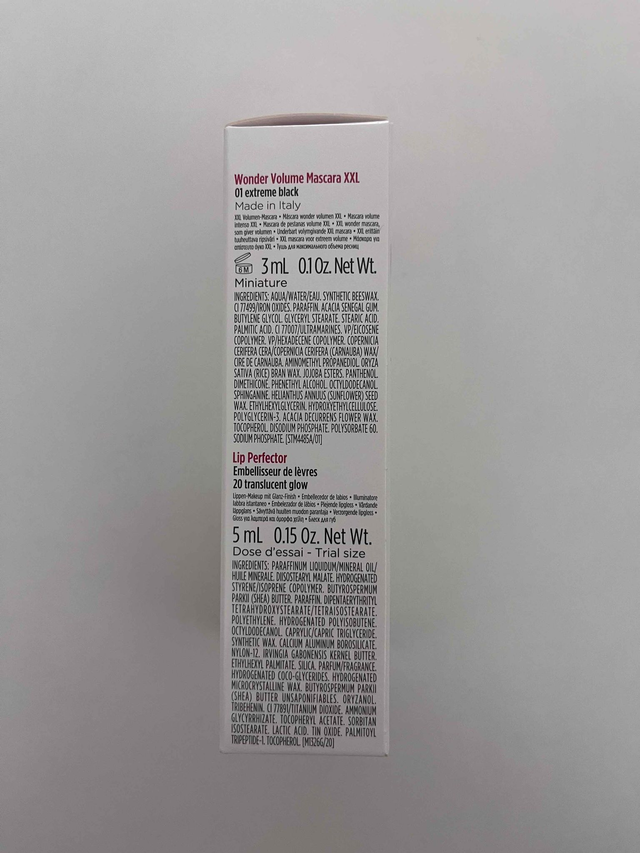 Wonder Volume Mascara XXL
01 extreme black
Made in Italy
XXL Volumen-Mascara • Máscara wonder volumen XXL • Mascara volume
intenso XXL • Mascara de pestanas volume XXL • XXL wonder mascara,
som giver volumen • Underbart volymgivande XXL mascara • XXL erittäin
tuuheuttava ripsiväri • XXL mascara voor extreem volume • Μάσκαρα για
απίστευτο όγκο XXL • Тушь для максимального объема ресниц
6 M 3 mL 0.1 Oz. Net Wt.
Miniature
INGREDIENTS: AQUA/WATER/EAU. SYNTHETIC BEESWAX.
CI 77499/IRON OXIDES. PARAFFIN. ACACIA SENEGAL GUM.
BUTYLENE GLYCOL. GLYCERYL STEARATE. STEARIC ACID.
PALMITIC ACID. CI 77007/ULTRAMARINES. VP/EICOSENE
COPOLYMER. VP/HEXADECENE COPOLYMER. COPERNICIA
CERIFERA CERA/COPERNICIA CERIFERA (CARNAUBA) WAX/
CIRE DE CARNAUBA. AMINOMETHYL PROPANEDIOL. ORYZA
SATIVA (RICE) BRAN WAX. JOJOBA ESTERS. PANTHENOL.
DIMETHICONE. PHENETHYL ALCOHOL. OCTYLDODECANOL.
SPHINGANINE. HELIANTHUS ANNUUS (SUNFLOWER) SEED
WAX. ETHYLHEXYLGLYCERIN. HYDROXYETHYLCELLULOSE.
POLYGLYCERIN-3. ACACIA DECURRENS FLOWER WAX.
TOCOPHEROL. DISODIUM PHOSPHATE. POLYSORBATE 60.
SODIUM PHOSPHATE. [STM4485A/01]
Lip Perfector
Embellisseur de lèvres
20 translucent glow
Lippen-Makeup mit Glanz-Finish • Embellecedor de labios • Illuminatore
labbra istantaneo • Embelezador de lábios • Plejende lipgloss • Vårdande
läppglans • Sävyttävä huulten muodon parantaja • Verzorgende lipgloss •
Gloss για λαμπερά και όμορφα χείλη • Блеск для губ
5 mL 0.15 Oz. Net Wt.
Dose d'essai - Trial size
INGREDIENTS: PARAFFINUM LIQUIDUM/MINERAL OIL/
HUILE MINERALE. DIISOSTEARYL MALATE. HYDROGENATED
STYRENE/ISOPRENE COPOLYMER. BUTYROSPERMUM
PARKII (SHEA) BUTTER. PARAFFIN. DIPENTAERYTHRITYL
TETRAHYDROXYSTEARATE/TETRAISOSTEARATE.
POLYETHYLENE. HYDROGENATED POLYISOBUTENE.
OCTYLDODECANOL. CAPRYLIC/CAPRIC TRIGLYCERIDE.
SYNTHETIC WAX. CALCIUM ALUMINUM BOROSILICATE.
NYLON-12. IRVINGIA GABONENSIS KERNEL BUTTER.
ETHYLHEXYL PALMITATE. SILICA. PARFUM/FRAGRANCE.
HYDROGENATED COCO-GLYCERIDES. HYDROGENATED
MICROCRYSTALLINE WAX. BUTYROSPERMUM PARKII
(SHEA) BUTTER UNSAPONIFIABLES. ORYZANOL.
TRIBEHENIN. CI 77891/TITANIUM DIOXIDE. AMMONIUM
GLYCYRRHIZATE. TOCOPHERYL ACETATE. SORBITAN
ISOSTEARATE. LACTIC ACID. TIN OXIDE. PALMITOYL
TRIPEPTIDE-1. TOCOPHEROL. [M1326G/20]